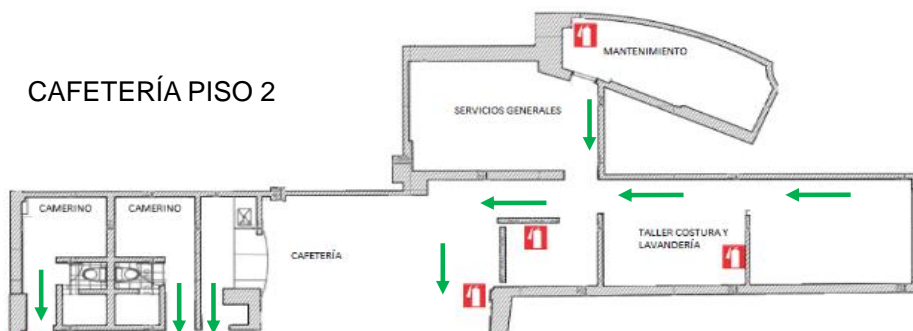 MANTENIMIENTO
CAFETERÍA PISO 2
SERVICIOS GENERALES
CAMERINO
CAMERINO
TALLER COSTURA Y
LAVANDERÍA
CAFETERÍA